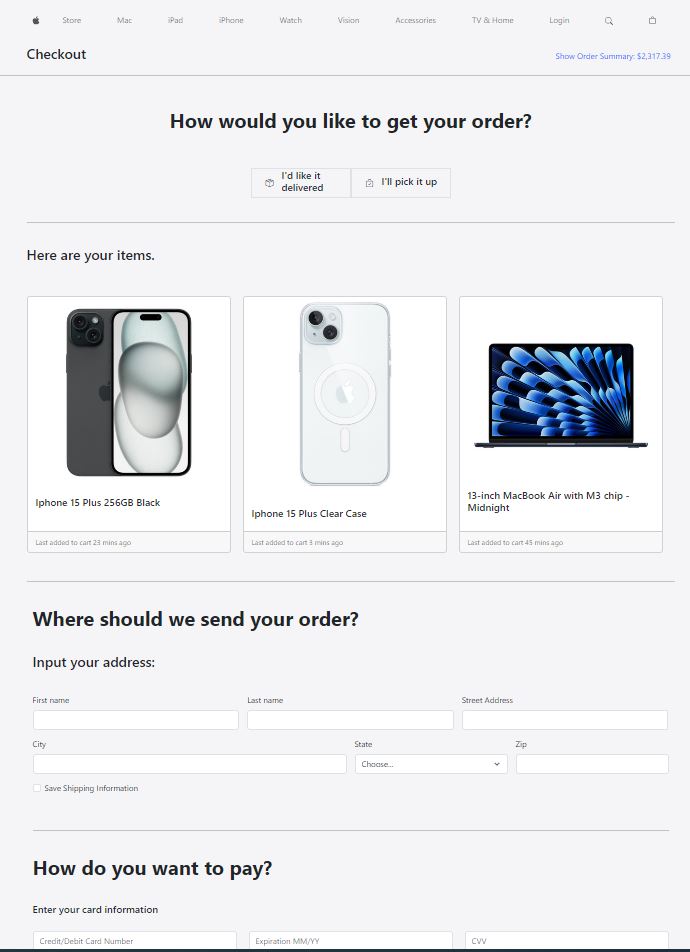 Store Mac iPad iPhone Watch Vision Accessories TV & Home Login
Checkout
Show Order Summary: $2,317.39
How would you like to get your order?
I'd like it
delivered
I'll pick it up
Here are your items.
Iphone 15 Plus 256GB Black
Last added to cart 23 mins ago
Iphone 15 Plus Clear Case
Last added to cart 3 mins ago
13-inch MacBook Air with M3 chip -
Midnight
Last added to cart 45 mins ago
Where should we send your order?
Input your address:
First name
Last name
Street Address
City
State
Zip
Choose...
Save Shipping Information
How do you want to pay?
Enter your card information
Credit/Debit Card Number
Expiration MM/YY
CVV